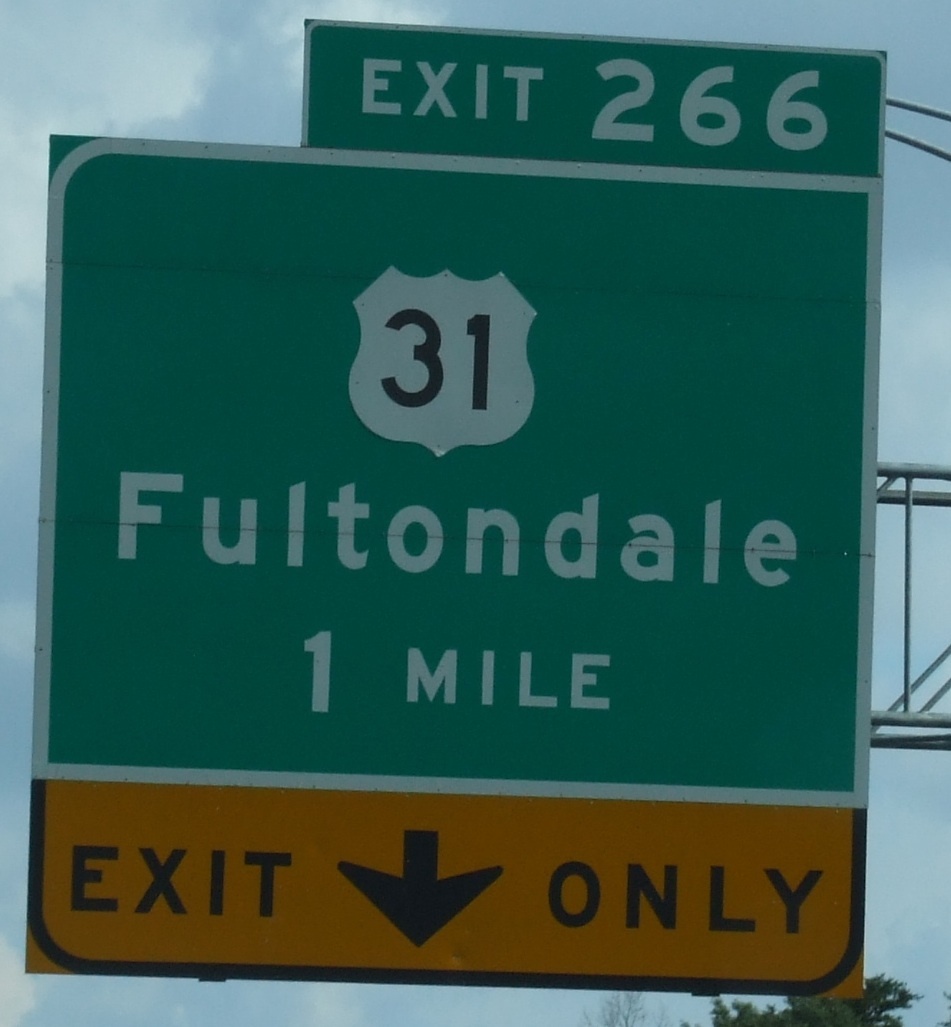 EXIT 266
31
Fultondale
1 MILE
EXIT ONLY